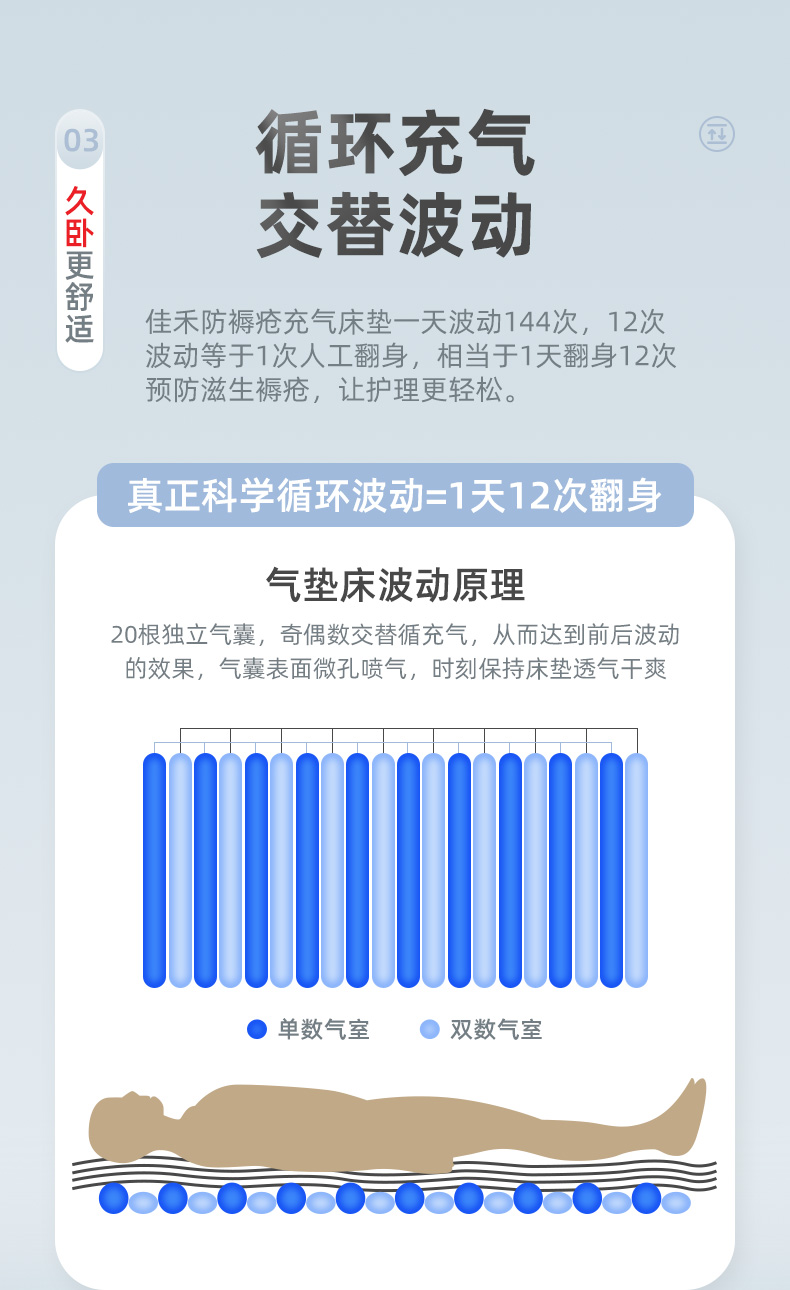 03
久卧更舒适
循环充气
交替波动
佳禾防褥疮充气床垫一天波动144次，12次
波动等于1次人工翻身，相当于1天翻身12次
预防滋生褥疮，让护理更轻松。
真正科学循环波动=1天12次翻身
气垫床波动原理
20根独立气囊，奇偶数交替循充气，从而达到前后波动
的效果，气囊表面微孔喷气，时刻保持床垫透气干爽
单数气室
双数气室